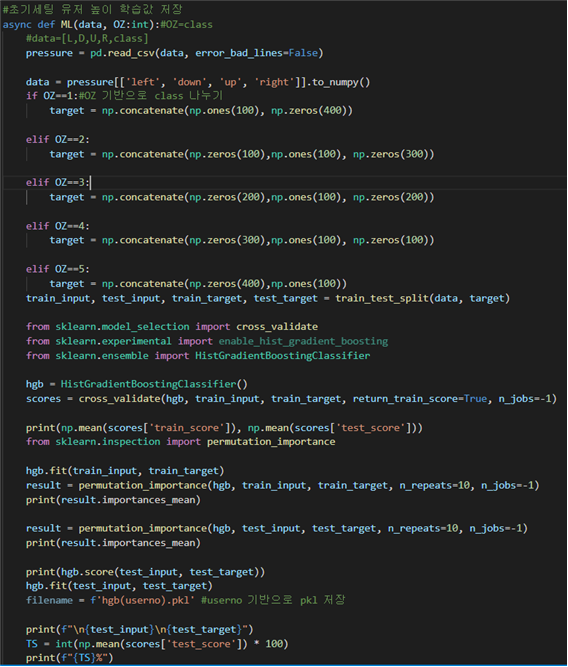 #초기세팅 유저 높이 학습값 저장
async def ML(data, OZ:int):#OZ=class
    #data=[L,D,U,R,class]
    pressure = pd.read_csv(data, error_bad_lines=False)
    data = pressure[['left', 'down', 'up', 'right']].to_numpy()
    if OZ==1:#OZ 기반으로 class 나누기
        target = np.concatenate(np.ones(100), np.zeros(400))
    elif OZ==2:
        target = np.concatenate(np.zeros(100),np.ones(100), np.zeros(300))
    elif OZ==3:
        target = np.concatenate(np.zeros(200),np.ones(100), np.zeros(200))
    elif OZ==4:
        target = np.concatenate(np.zeros(300),np.ones(100), np.zeros(100))
    elif OZ==5:
        target = np.concatenate(np.zeros(400),np.ones(100))
    train_input, test_input, train_target, test_target = train_test_split(data, target)
    from sklearn.model_selection import cross_validate
    from sklearn.experimental import enable_hist_gradient_boosting
    from sklearn.ensemble import HistGradientBoostingClassifier
    hgb = HistGradientBoostingClassifier()
    scores = cross_validate(hgb, train_input, train_target, return_train_score=True, n_jobs=-1)
    print(np.mean(scores['train_score']), np.mean(scores['test_score']))
    from sklearn.inspection import permutation_importance
    hgb.fit(train_input, train_target)
    result = permutation_importance(hgb, train_input, train_target, n_repeats=10, n_jobs=-1)
    print(result.importances_mean)
    result = permutation_importance(hgb, test_input, test_target, n_repeats=10, n_jobs=-1)
    print(result.importances_mean)
    print(hgb.score(test_input, test_target))
    hgb.fit(test_input, test_target)
    filename = f'hgb(userno).pkl' #userno 기반으로 pkl 저장
    print(f"\n{test_input}\n{test_target}")
    TS = int(np.mean(scores['test_score']) * 100)
    print(f"{TS}%")